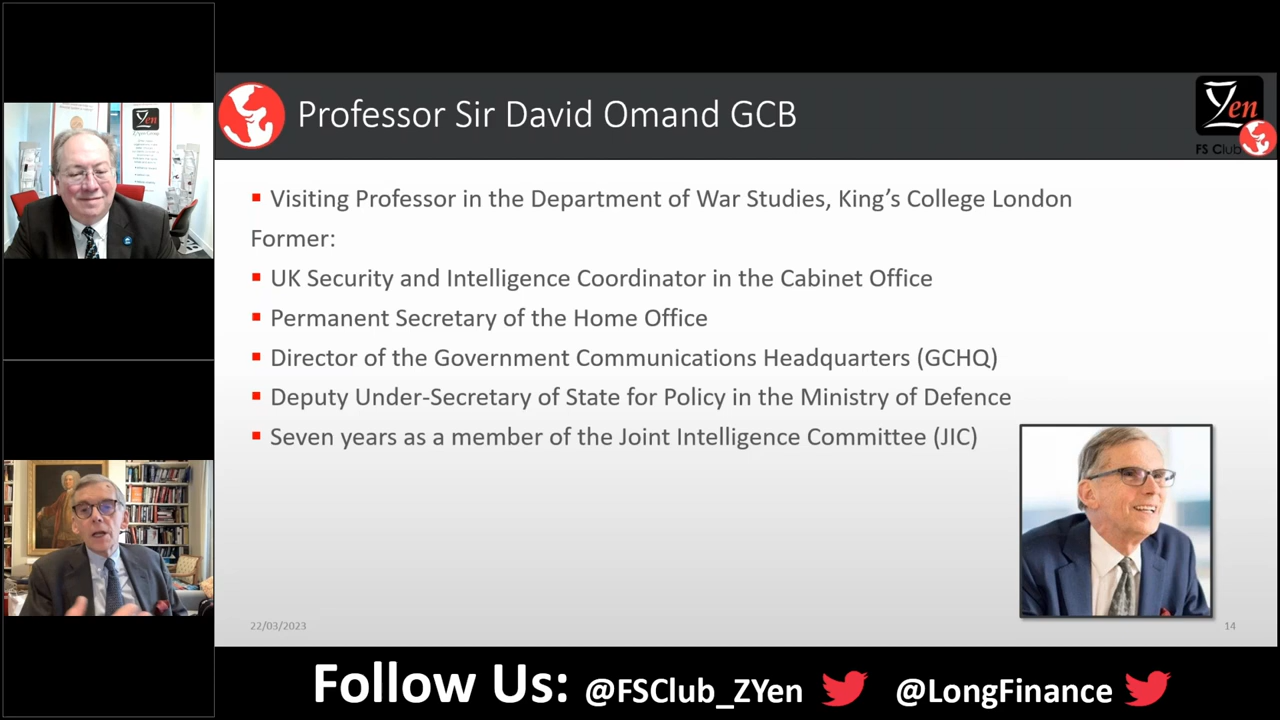 Professor Sir David Omand GCB
Yen
FS Club
Yen
Visiting Professor in the Department of War Studies, King's College London
Former:
UK Security and Intelligence Coordinator in the Cabinet Office
Permanent Secretary of the Home Office
Director of the Government Communications Headquarters (GCHQ)
Deputy Under-Secretary of State for Policy in the Ministry of Defence
Seven years as a member of the Joint Intelligence Committee (JIC)
22/03/2023
14
Follow Us: @FSClub_ZYen @LongFinance